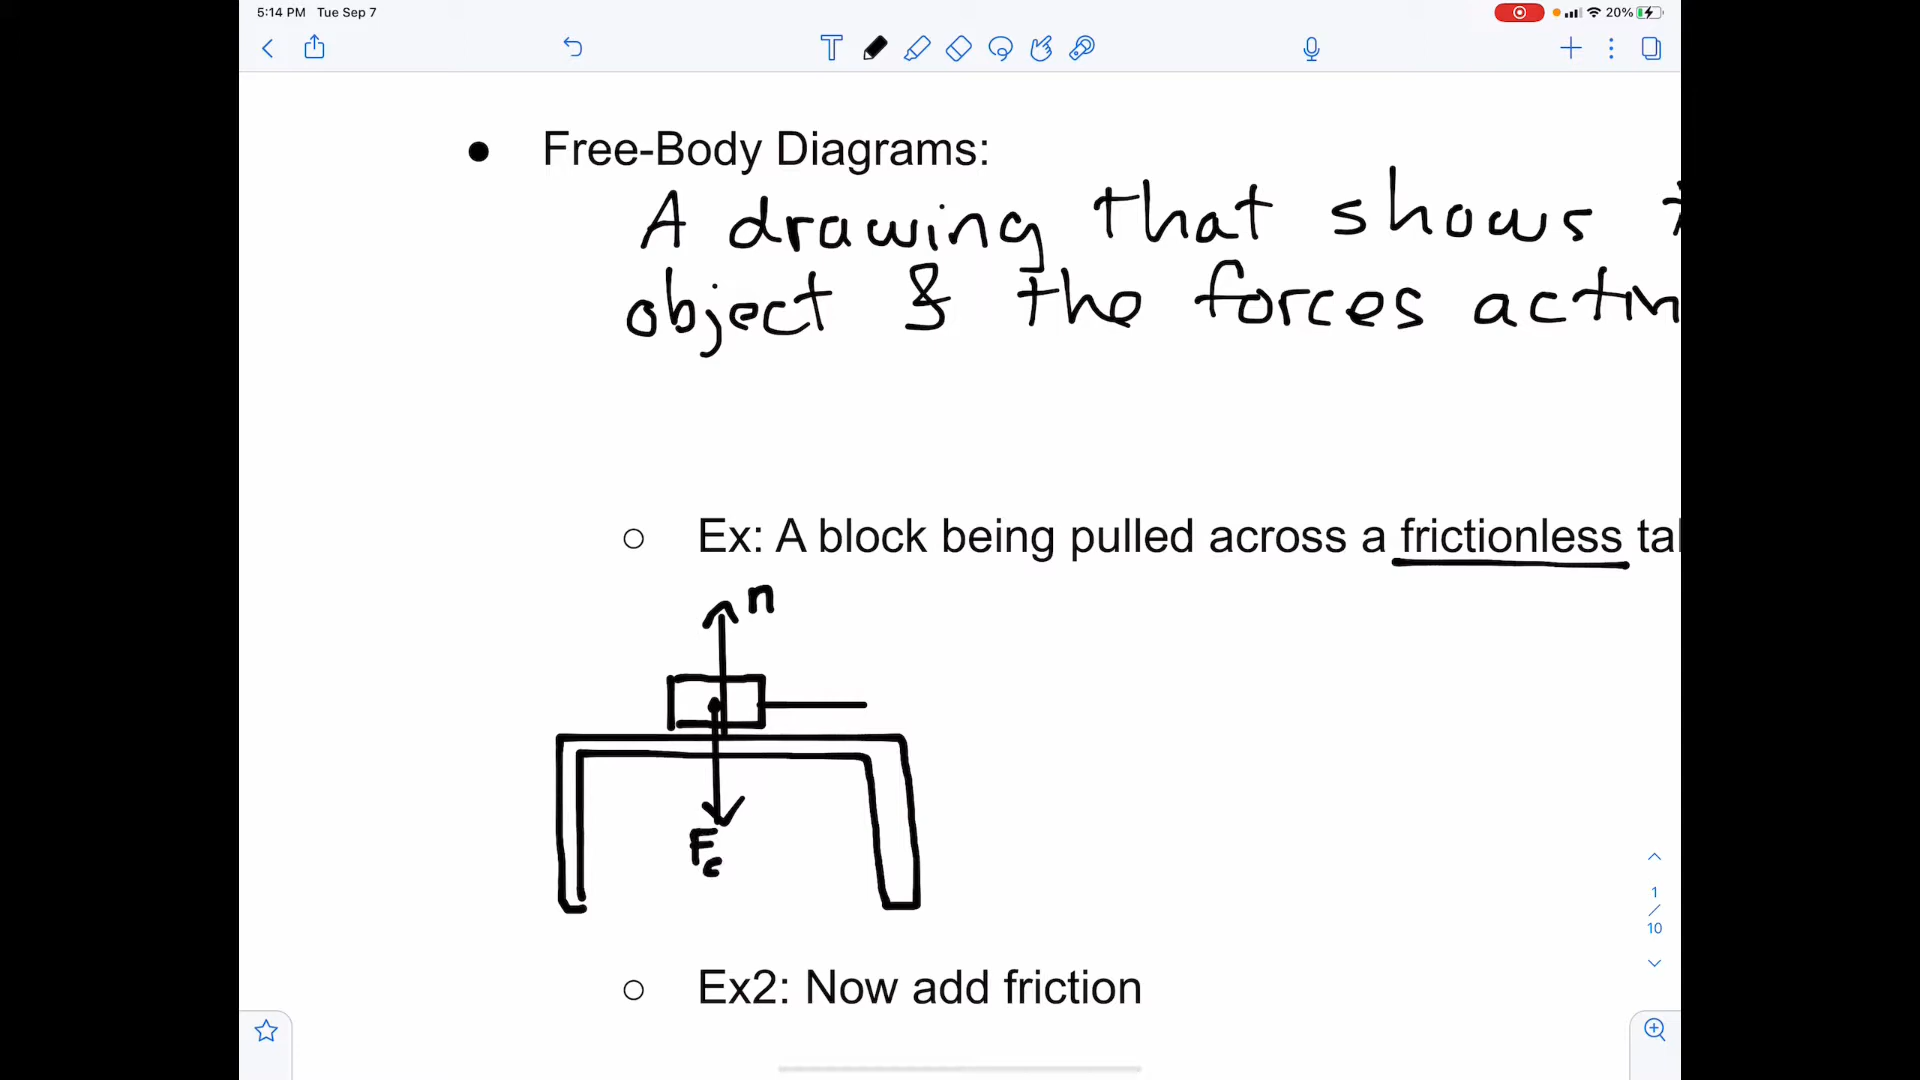 5:14 PM Tue Sep 7
20%
T
Free-Body Diagrams:
A drawing that shows
object & the forces actin
Ex: A block being pulled across a frictionless ta
n
F
1
/
10
Ex2: Now add friction